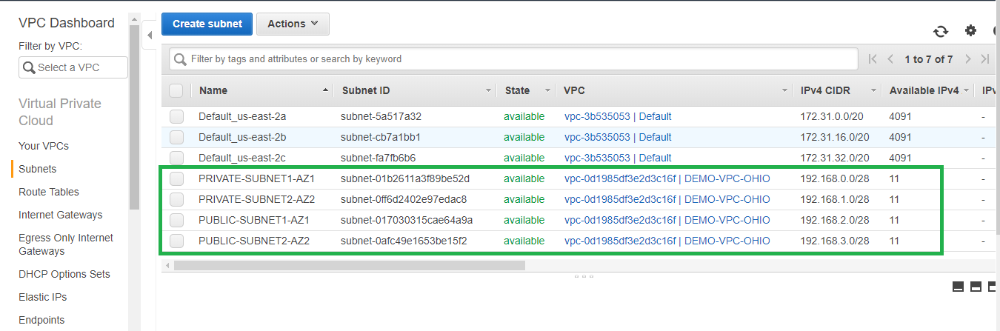 VPC Dashboard
Filter by VPC:
Select a VPC
Virtual Private
Cloud
Your VPCs
Subnets
Route Tables
Internet Gateways
Egress Only Internet
Gateways
DHCP Options Sets
Elastic IPs
Endpoints
Create subnet Actions
Filter by tags and attributes or search by keyword 1 to 7 of 7
Name Subnet ID State VPC IPv4 CIDR Available IPv4 IPv
Default_us-east-2a subnet-5a517a32 available vpc-3b535053 | Default 172.31.0.0/20 4091 -
Default_us-east-2b subnet-cb7a1bb1 available vpc-3b535053 | Default 172.31.16.0/20 4091 -
Default_us-east-2c subnet-fa7fb6b6 available vpc-3b535053 | Default 172.31.32.0/20 4091 -
PRIVATE-SUBNET1-AZ1 subnet-01b2611a3f89be52d available vpc-0d1985df3e2d3c16f | DEMO-VPC-OHIO 192.168.0.0/28 11 -
PRIVATE-SUBNET2-AZ2 subnet-0ff6d2402e97edac8 available vpc-0d1985df3e2d3c16f | DEMO-VPC-OHIO 192.168.1.0/28 11 -
PUBLIC-SUBNET1-AZ1 subnet-017030315cae64a9a available vpc-0d1985df3e2d3c16f | DEMO-VPC-OHIO 192.168.2.0/28 11 -
PUBLIC-SUBNET2-AZ2 subnet-0afc49e1653be15f2 available vpc-0d1985df3e2d3c16f | DEMO-VPC-OHIO 192.168.3.0/28 11 -